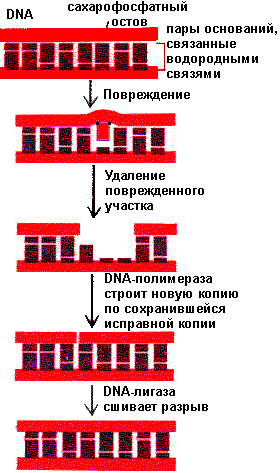 DNA
сахарофосфатный
остов
пары оснований,
связанные
водородными
связями
Повреждение
Удаление
поврежденного
участка
DNA-полимераза
строит новую копию
по сохранившейся
исправной копии
DNA-лигаза
сшивает разрыв